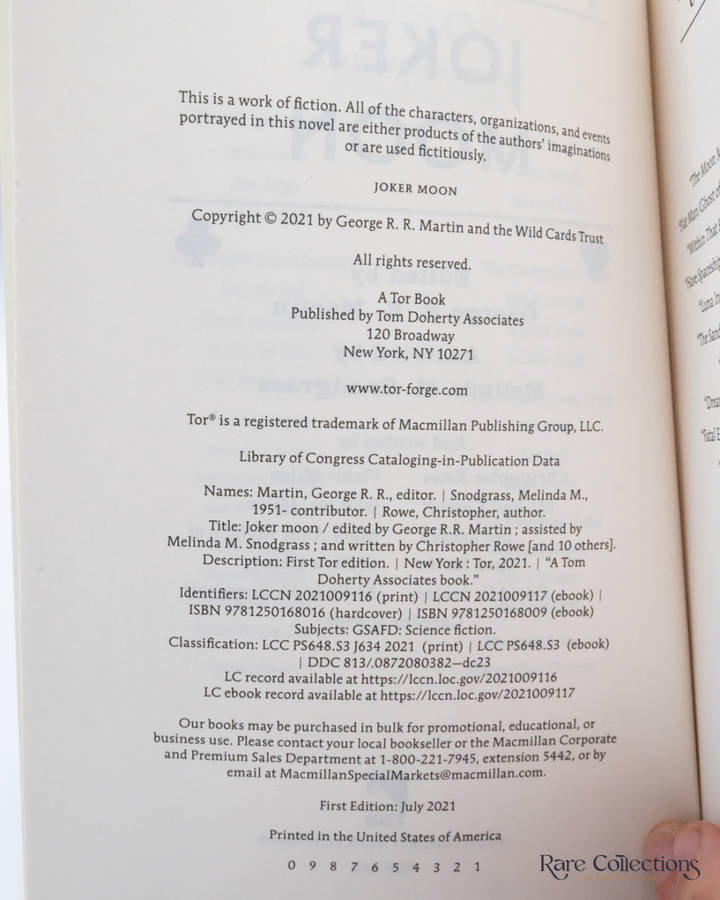 This is a work of fiction. All of the characters, organizations, and events
portrayed in this novel are either products of the authors' imaginations
or are used fictitiously.
JOKER MOON
Copyright © 2021 by George R. R. Martin and the Wild Cards Trust
All rights reserved.
A Tor Book
Published by Tom Doherty Associates
120 Broadway
New York, NY 10271
www.tor-forge.com
Tor® is a registered trademark of Macmillan Publishing Group, LLC.
Library of Congress Cataloging-in-Publication Data
Names: Martin, George R. R., editor. | Snodgrass, Melinda M.,
1951- contributor. | Rowe, Christopher, author.
Title: Joker moon / edited by George R.R. Martin ; assisted by
Melinda M. Snodgrass ; and written by Christopher Rowe [and 10 others].
Description: First Tor edition. | New York : Tor, 2021. | "A Tom
Doherty Associates book."
Identifiers: LCCN 2021009116 (print) | LCCN 2021009117 (ebook) |
ISBN 9781250168016 (hardcover) | ISBN 9781250168009 (ebook)
Subjects: GSAFD: Science fiction.
Classification: LCC PS648.S3 J634 2021 (print) | LCC PS648.S3 (ebook)
| DDC 813/.0872080382—dc23
LC record available at https://lccn.loc.gov/2021009116
LC ebook record available at https://lccn.loc.gov/2021009117
Our books may be purchased in bulk for promotional, educational, or
business use. Please contact your local bookseller or the Macmillan Corporate
and Premium Sales Department at 1-800-221-7945, extension 5442, or by
email at MacmillanSpecialMarkets@macmillan.com.
First Edition: July 2021
Printed in the United States of America
0 9 8 7 6 5 4 3 2 1
"The Moon
Man: Ghost of
"Within That
"Have Spaceship
"Luna
"The
Rare Collections